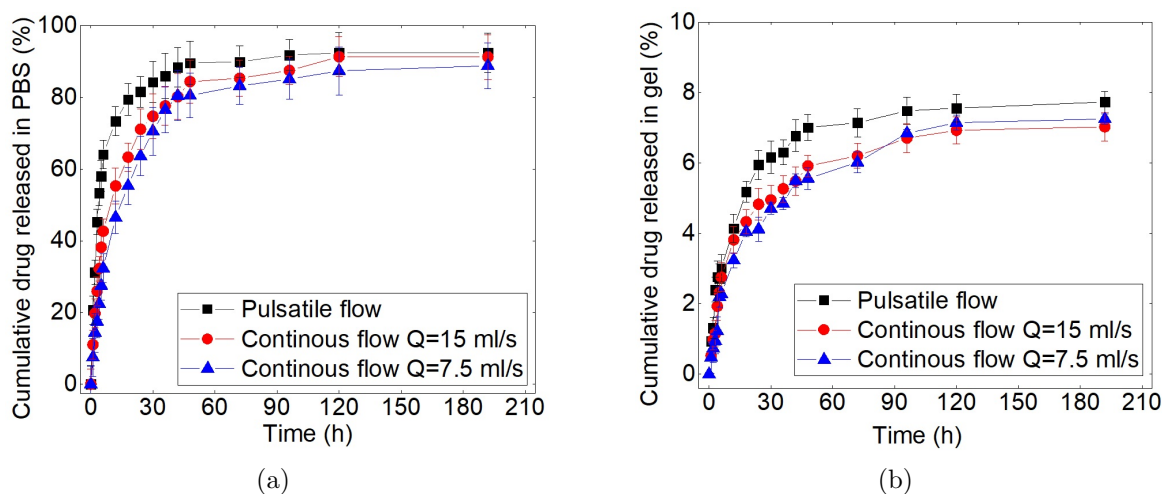 Cumulative drug released in PBS (%)
100
80
60
40
20
0
Pulsatile flow
Continous flow Q=15 ml/s
Continous flow Q=7.5 ml/s
0 30 60 90 120 150 180 210
Time (h)
(a)
Cumulative drug released in gel (%)
10
8
6
4
2
0
Pulsatile flow
Continous flow Q=15 ml/s
Continous flow Q=7.5 ml/s
0 30 60 90 120 150 180 210
Time (h)
(b)